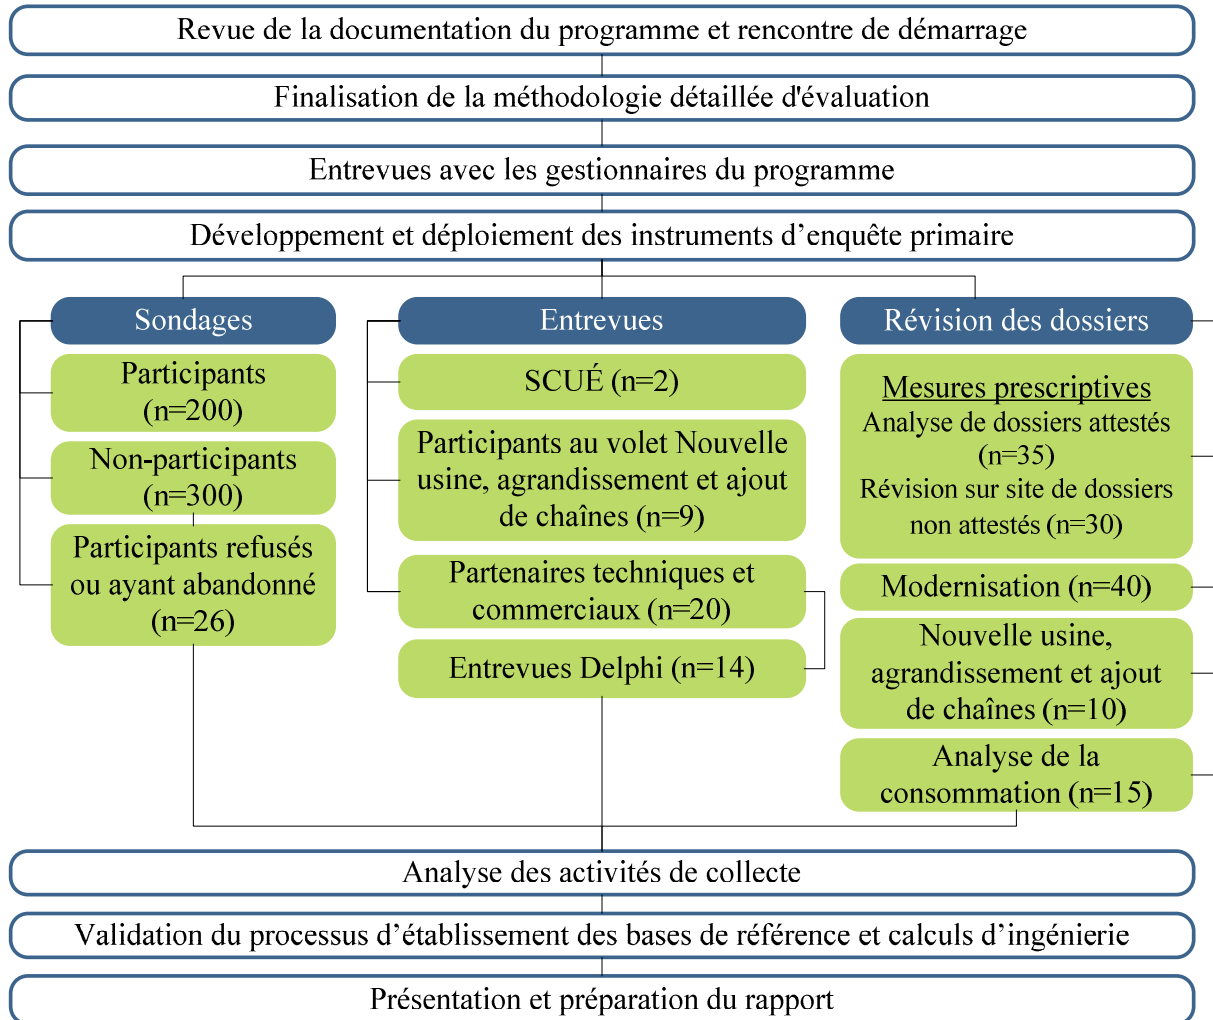 Revue de la documentation du programme et rencontre de démarrage
Finalisation de la méthodologie détaillée d'évaluation
Entrevues avec les gestionnaires du programme
Développement et déploiement des instruments d’enquête primaire
Sondages
Participants
(n=200)
Non-participants
(n=300)
Participants refusés
ou ayant abandonné
(n=26)
Entrevues
SCUÉ (n=2)
Participants au volet Nouvelle
usine, agrandissement et ajout
de chaînes (n=9)
Partenaires techniques et
commerciaux (n=20)
Entrevues Delphi (n=14)
Révision des dossiers
Mesures prescriptives
Analyse de dossiers attestés
(n=35)
Révision sur site de dossiers
non attestés (n=30)
Modernisation (n=40)
Nouvelle usine,
agrandissement et ajout
de chaînes (n=10)
Analyse de la
consommation (n=15)
Analyse des activités de collecte
Validation du processus d’établissement des bases de référence et calculs d’ingénierie
Présentation et préparation du rapport